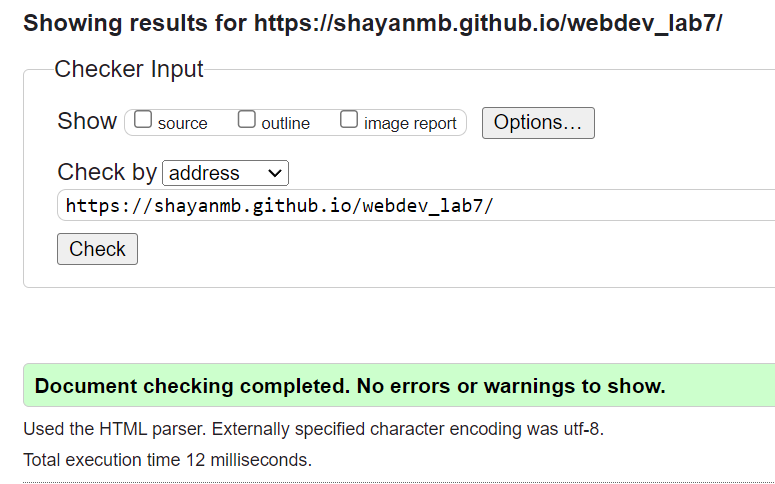 Showing results for https://shayanmb.github.io/webdev_lab7/
Checker Input
Show source outline image report Options...
Check by address
https://shayanmb.github.io/webdev_lab7/
Check
Document checking completed. No errors or warnings to show.
Used the HTML parser. Externally specified character encoding was utf-8.
Total execution time 12 milliseconds.